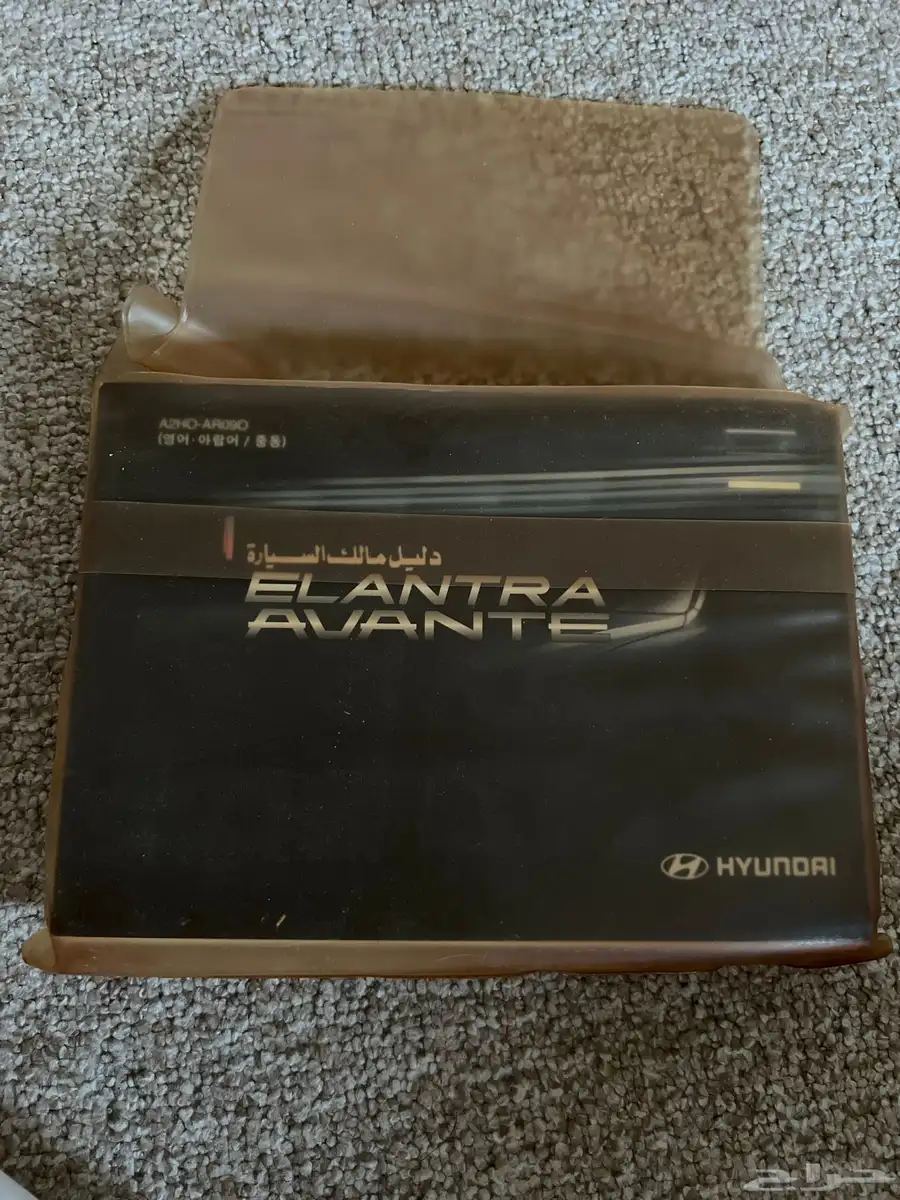 A2HO-AR09D
(영어·아랍어 / 중동)
دليل مالك السيارة
ELANTRA
AVANTE
HYUNDAI
حراج